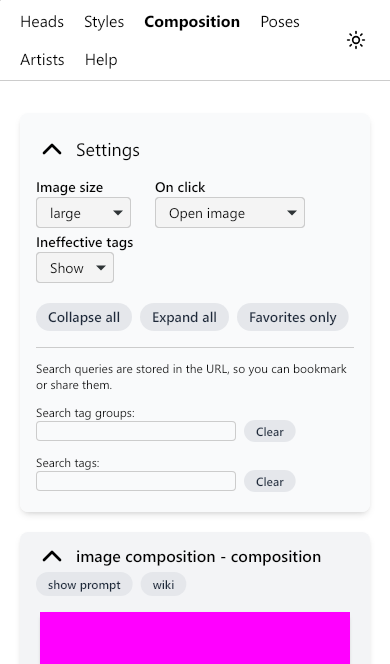 Heads Styles Composition Poses
Artists Help
Settings
Image size On click
large Open image
Ineffective tags
Show
Collapse all Expand all Favorites only
Search queries are stored in the URL, so you can bookmark
or share them.
Search tag groups:
Clear
Search tags:
Clear
image composition - composition
show prompt wiki